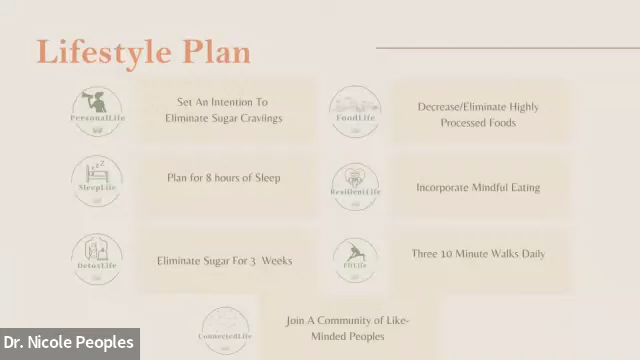 Lifestyle Plan
PersonalLife
Set An Intention To
Eliminate Sugar Craviings
FoodLife
Decrease/Eliminate Highly
Processed Foods
SleepLife
Plan for 8 hours of Sleep
ResilientLife
Incorporate Mindful Eating
DetoxLife
Eliminate Sugar For 3 Weeks
FitLife
Three 10 Minute Walks Daily
ConnectedLife
Join A Community of Like-
Minded Peoples
Dr. Nicole Peoples